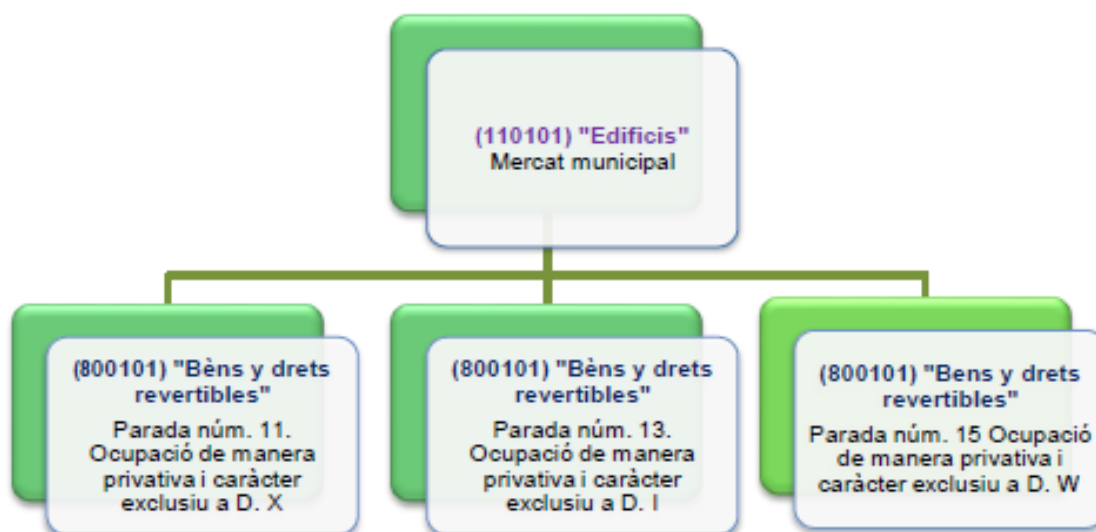 (110101) "Edificis"
Mercat municipal
(800101) "Bèns y drets
revertibles"
Parada núm. 11.
Ocupació de manera
privativa i caràcter
exclusiu a D. X
(800101) "Bèns y drets
revertibles"
Parada núm. 13.
Ocupació de manera
privativa i caràcter
exclusiu a D. I
(800101) "Bens y drets
revertibles"
Parada núm. 15 Ocupació
de manera privativa i
caràcter exclusiu a D. W